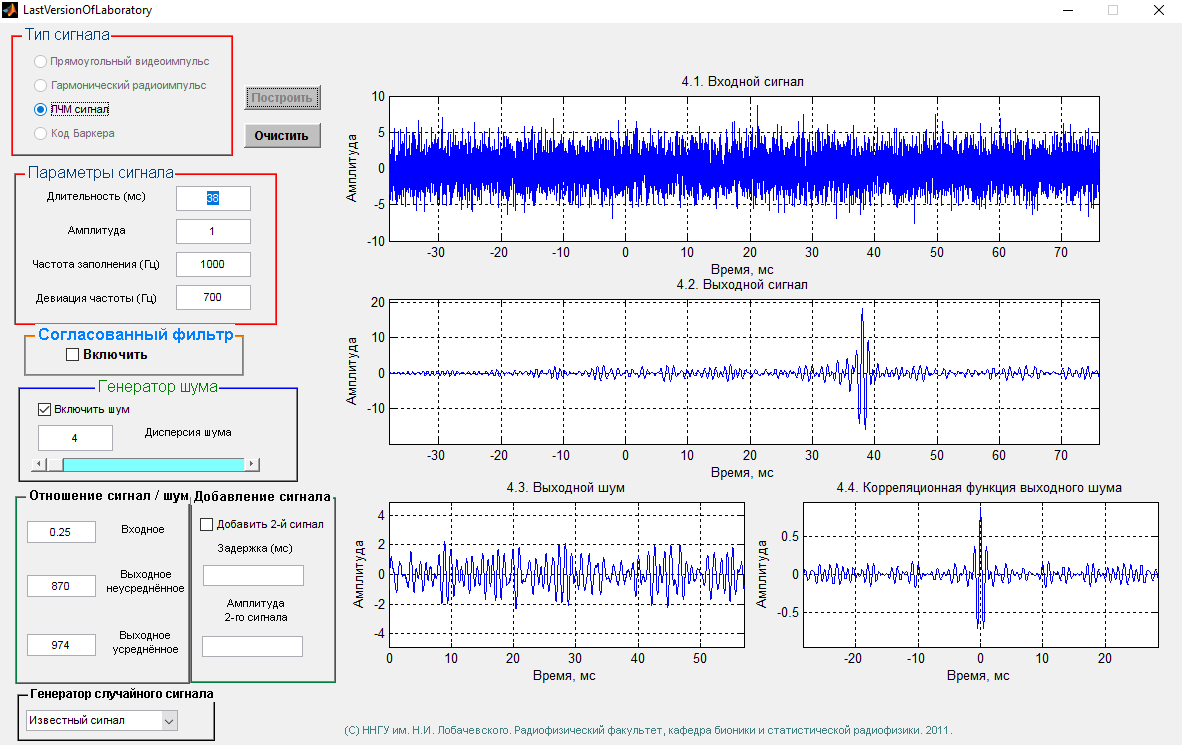 LastVersionOfLaboratory
Тип сигнала
Прямоугольный видеоимпульс
Гармонический радиоимпульс
ЛЧМ сигнал
Код Баркера
Построить
Очистить
Параметры сигнала
Длительность (мс)
38
Амплитуда
1
Частота заполнения (Гц)
1000
Девиация частоты (Гц)
700
Согласованный фильтр
Включить
Генератор шума
Включить шум
4
Дисперсия шума
Отношение сигнал / шум
0.25
Входное
870
Выходное
неусреднённое
974
Выходное
усреднённое
Добавление сигнала
Добавить 2-й сигнал
Задержка (мс)
Амплитуда
2-го сигнала
Генератор случайного сигнала
Известный сигнал
4.1. Входной сигнал
Амплитуда
10
5
0
-5
-10
-30 -20 -10 0 10 20 30 40 50 60 70
Время, мс
4.2. Выходной сигнал
Амплитуда
20
10
0
-10
-30 -20 -10 0 10 20 30 40 50 60 70
Время, мс
4.3. Выходной шум
Амплитуда
4
2
0
-2
-4
0 10 20 30 40 50
Время, мс
4.4. Корреляционная функция выходного шума
Амплитуда
0.5
0
-0.5
-20 -10 0 10 20
Время, мс
(С) ННГУ им. Н.И. Лобачевского. Радиофизический факультет, кафедра бионики и статистической радиофизики. 2011.